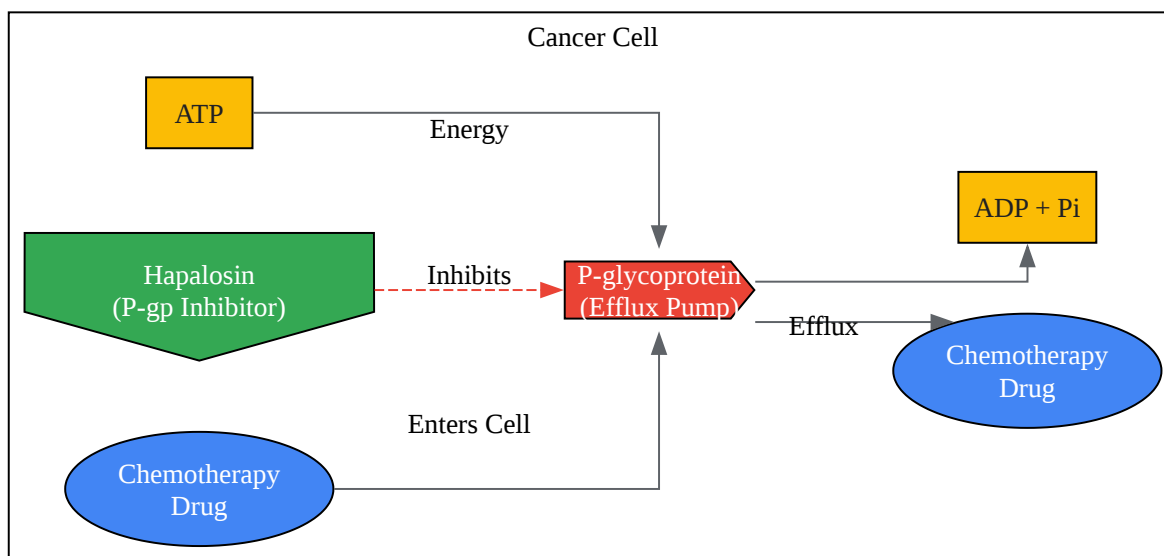 Cancer Cell
ATP
Energy
ADP + Pi
Hapalosin
(P-gp Inhibitor)
Inhibits
P-glycoprotein
(Efflux Pump)
Efflux
Chemotherapy
Drug
Enters Cell
Chemotherapy
Drug